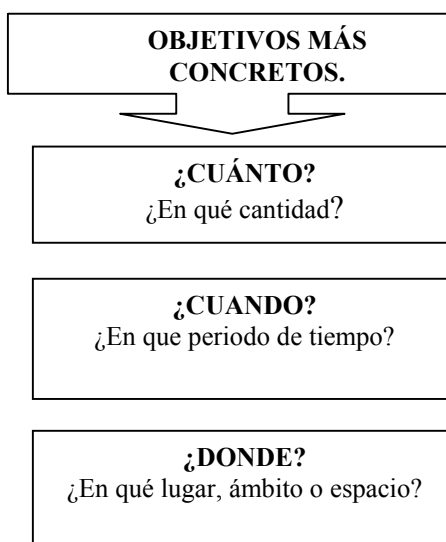 OBJETIVOS MÁS
CONCRETOS.
¿CUÁNTO?
¿En qué cantidad?
¿CUANDO?
¿En que periodo de tiempo?
¿DONDE?
¿En qué lugar, ámbito o espacio?